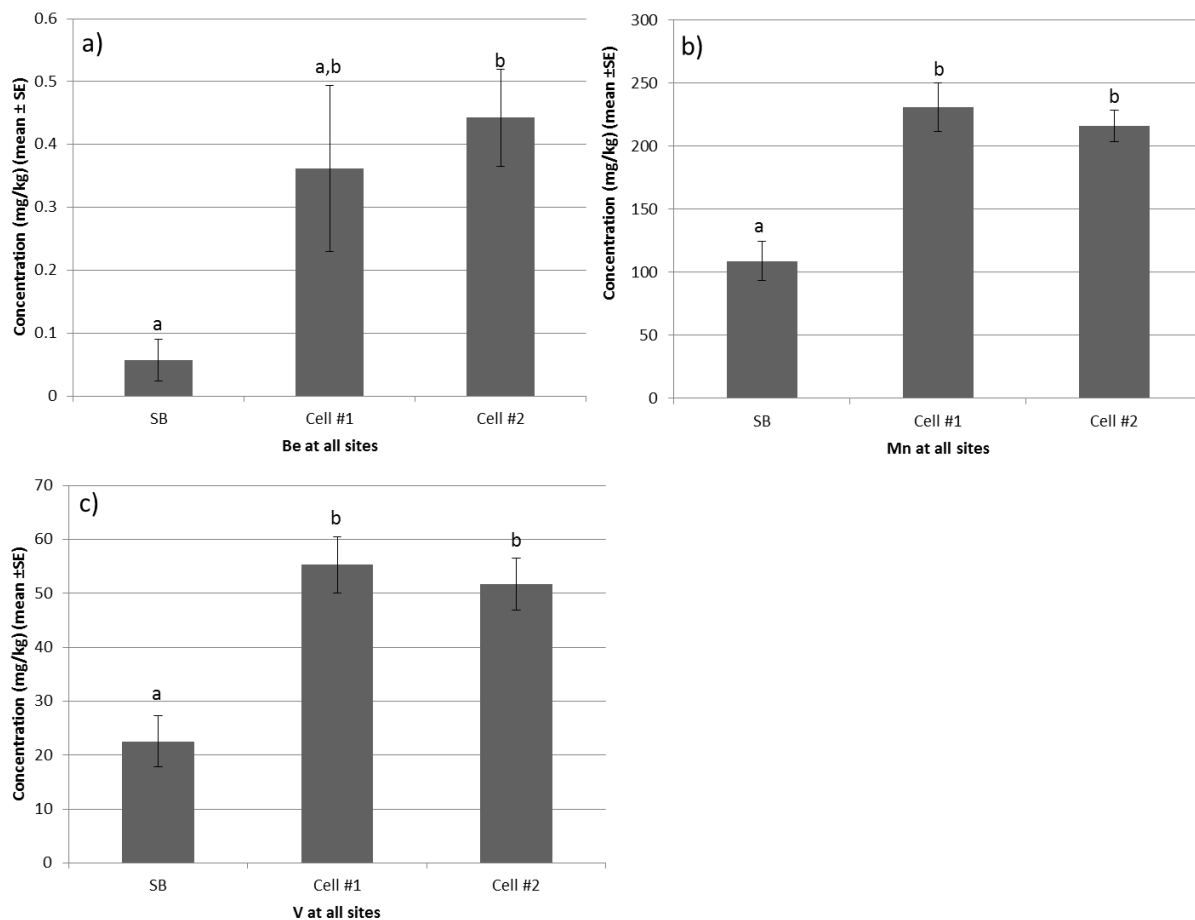 a)
Concentration (mg/kg) (mean ± SE)
0.6
0.5
0.4
0.3
0.2
0.1
0
a
a,b
b
SB
Cell #1
Cell #2
Be at all sites
b)
Concentration (mg/kg) (mean ±SE)
300
250
200
150
100
50
0
a
b
b
SB
Cell #1
Cell #2
Mn at all sites
c)
Concentration (mg/kg) (mean ±SE)
70
60
50
40
30
20
10
0
a
b
b
SB
Cell #1
Cell #2
V at all sites